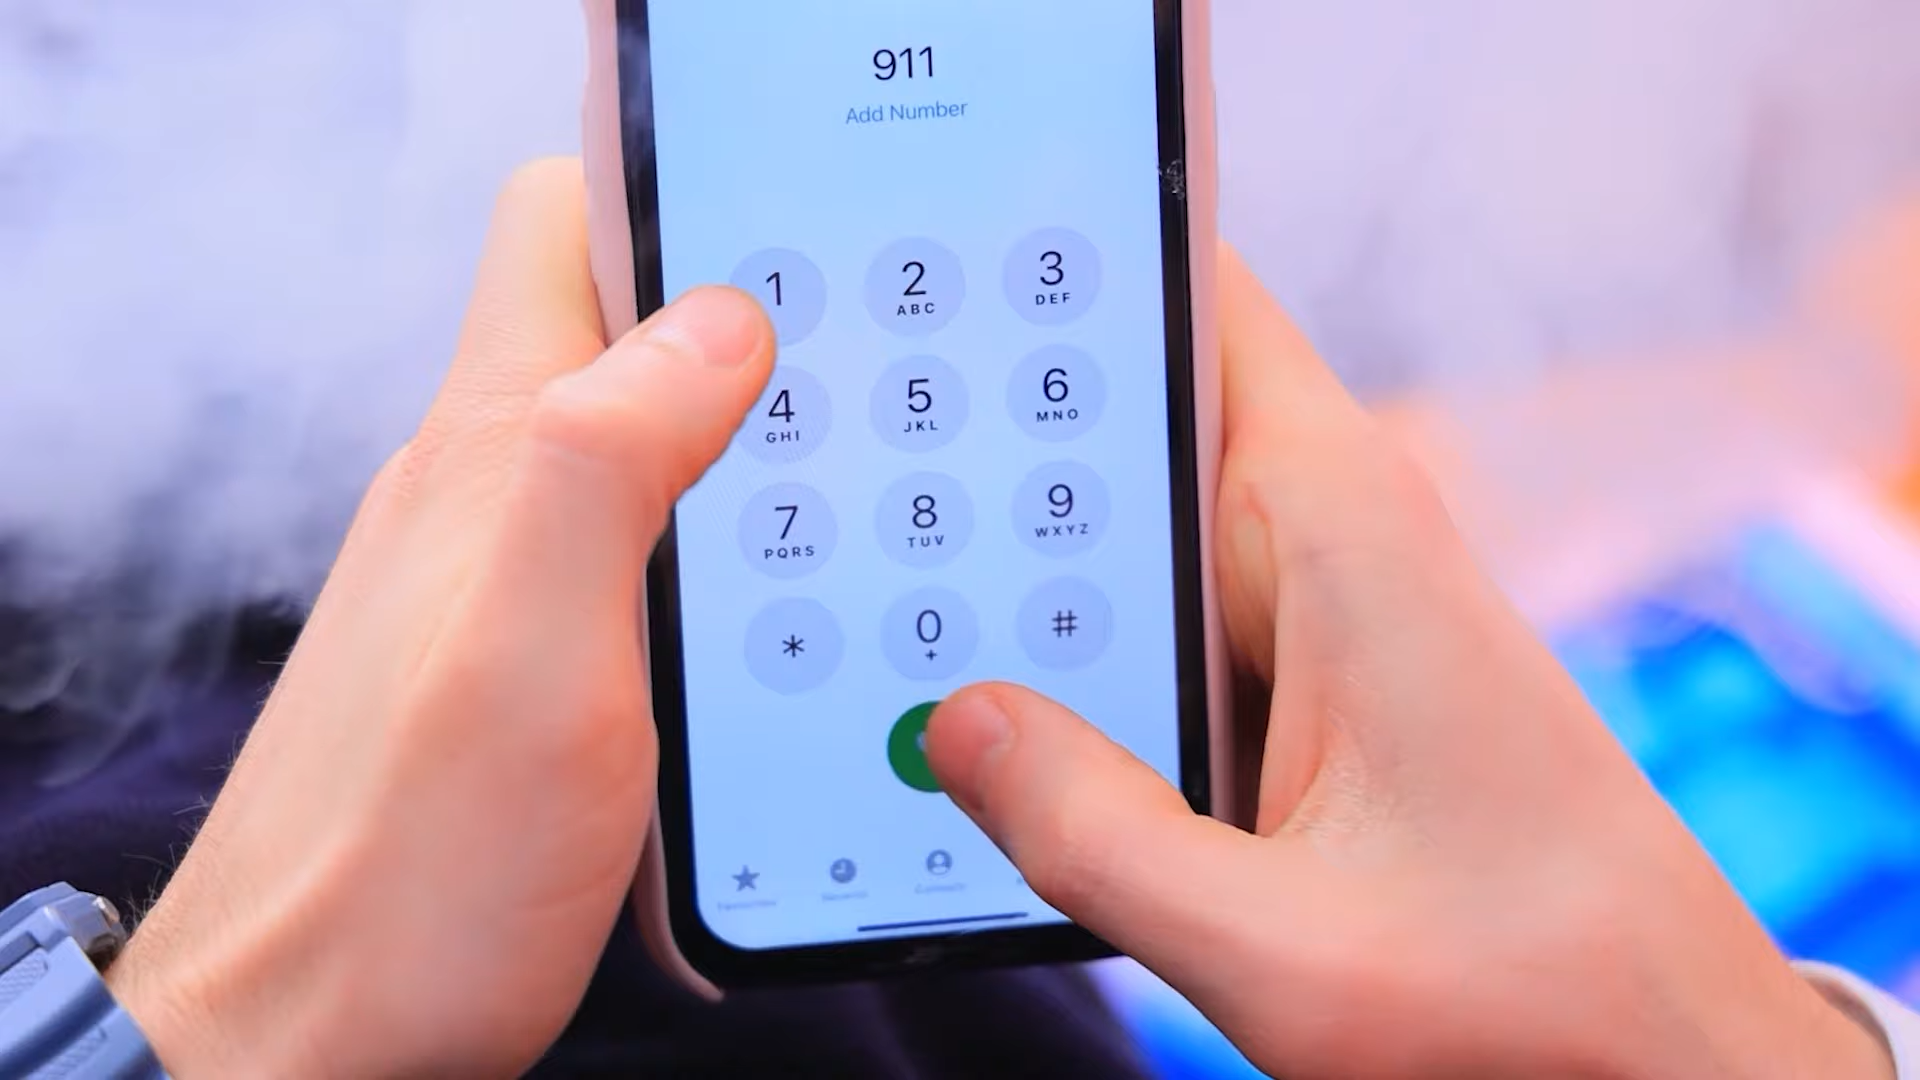 911
Add Number
1 2 3
ABC DEF
4 5 6
GHI JKL MNO
7 8 9
PQRS TUV WXYZ
* 0 #
+